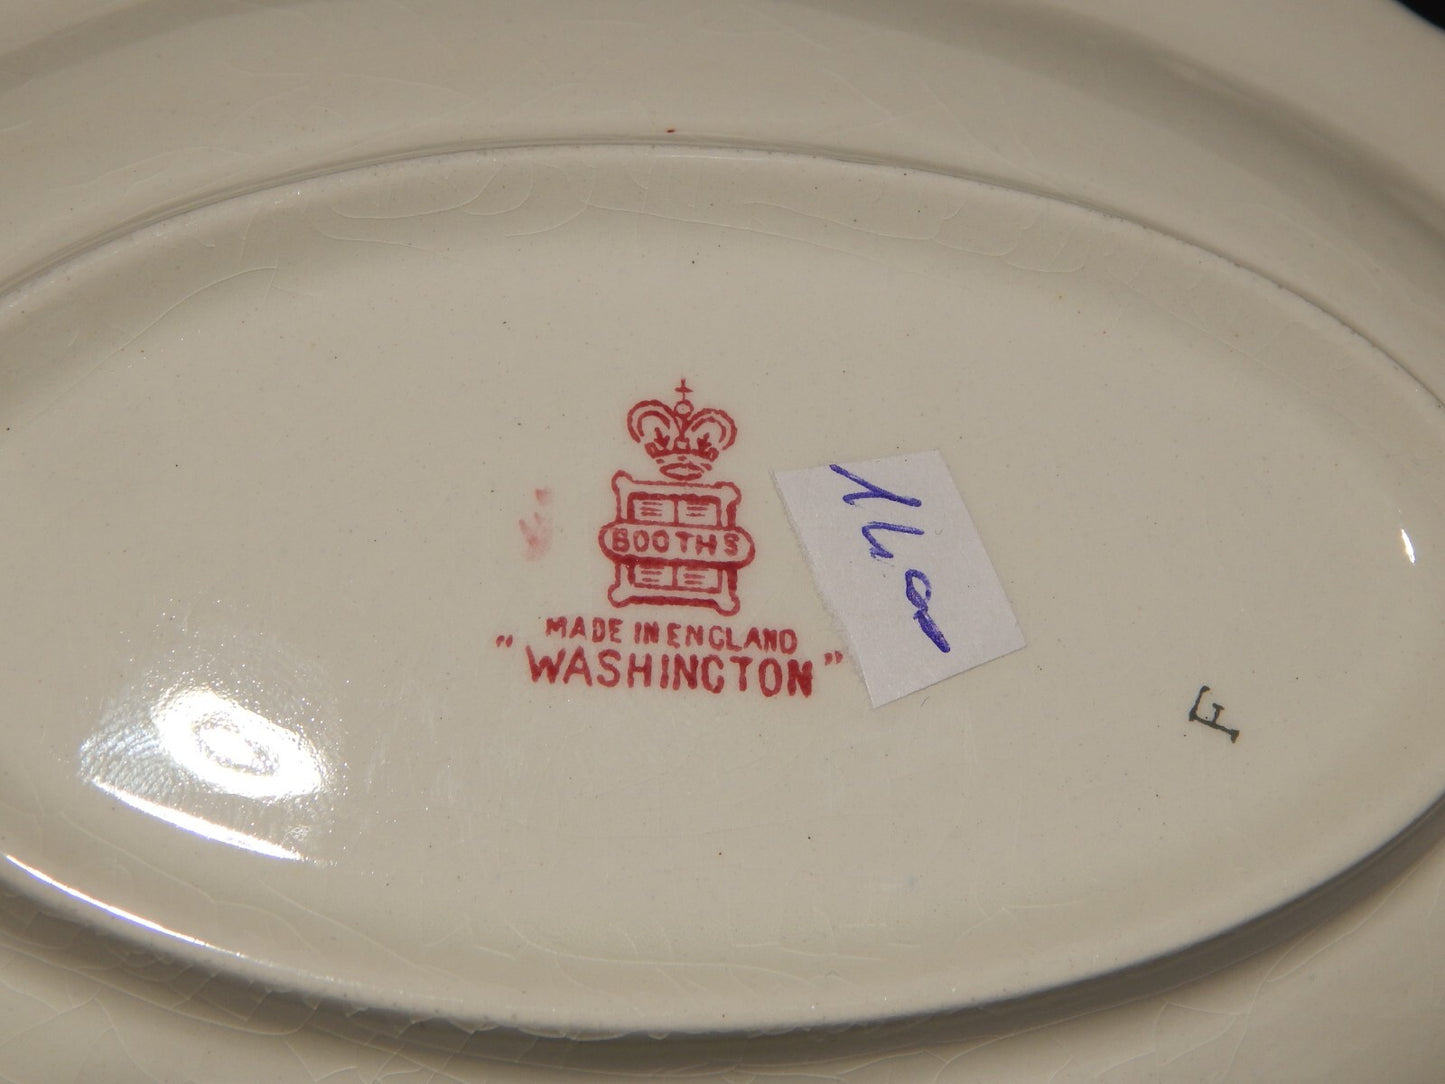 BOOTHS
MADE IN ENGLAND
"WASHINGTON"
F